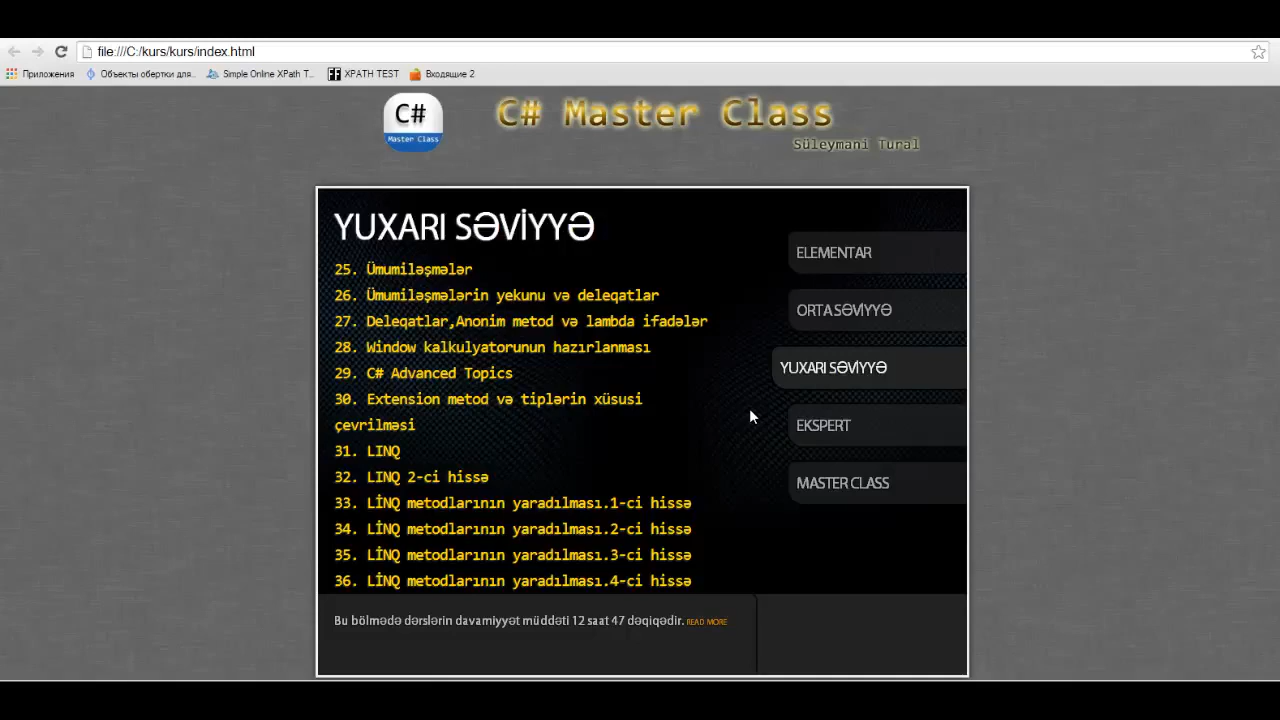 file:///C:/kurs/kurs/index.html
Приложения
Объекты обертки для...
Simple Online XPath T...
FF
XPATH TEST
Входящие 2
C#
Master Class
C# Master Class
Süleymani Tural
YUXARI SƏVİYYƏ
25. Ümumiləşmələr
26. Ümumiləşmələrin yekunu və deleqatlar
27. Deleqatlar,Anonim metod və lambda ifadələr
28. Window kalkulyatorunun hazırlanması
29. C# Advanced Topics
30. Extension metod və tiplərin xüsusi
çevrilməsi
31. LINQ
32. LINQ 2-ci hissə
33. LİNQ metodlarının yaradılması.1-ci hissə
34. LİNQ metodlarının yaradılması.2-ci hissə
35. LİNQ metodlarının yaradılması.3-ci hissə
36. LİNQ metodlarının yaradılması.4-ci hissə
ELEMENTAR
ORTA SƏVİYYƏ
YUXARI SƏVİYYƏ
EKSPERT
MASTER CLASS
Bu bölmədə dərslərin davamiyyət müddəti 12 saat 47 dəqiqədir. READ MORE